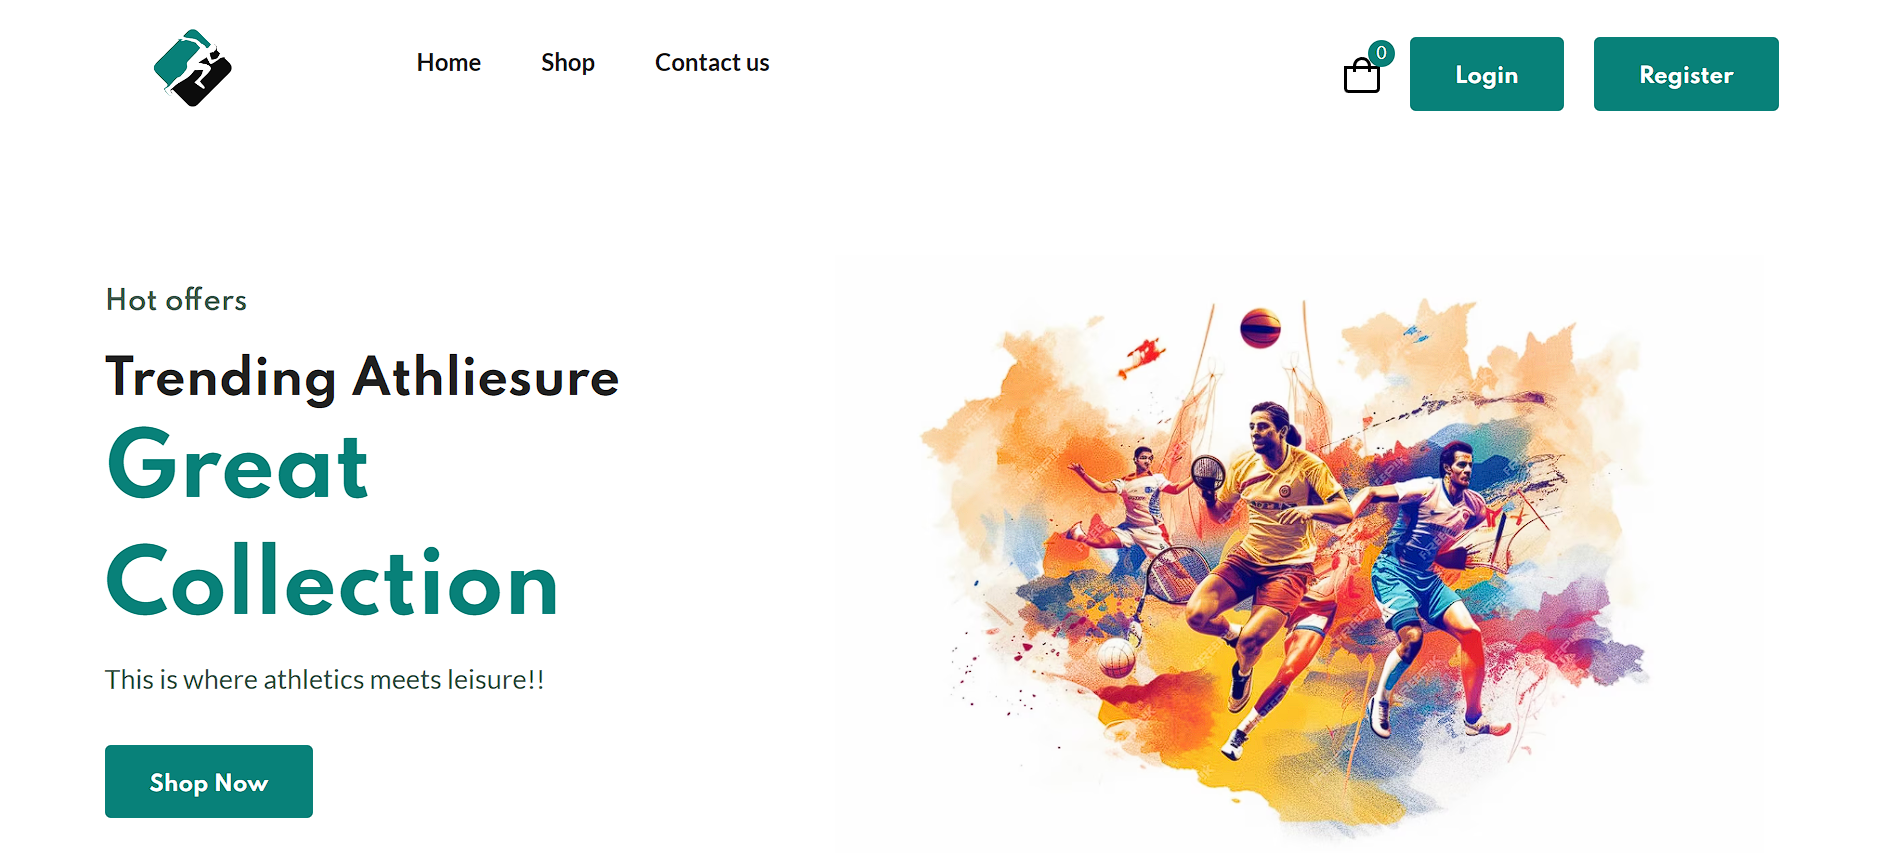 Home Shop Contact us 0 Login Register
Hot offers
Trending Athliesure
Great
Collection
This is where athletics meets leisure!!
Shop Now